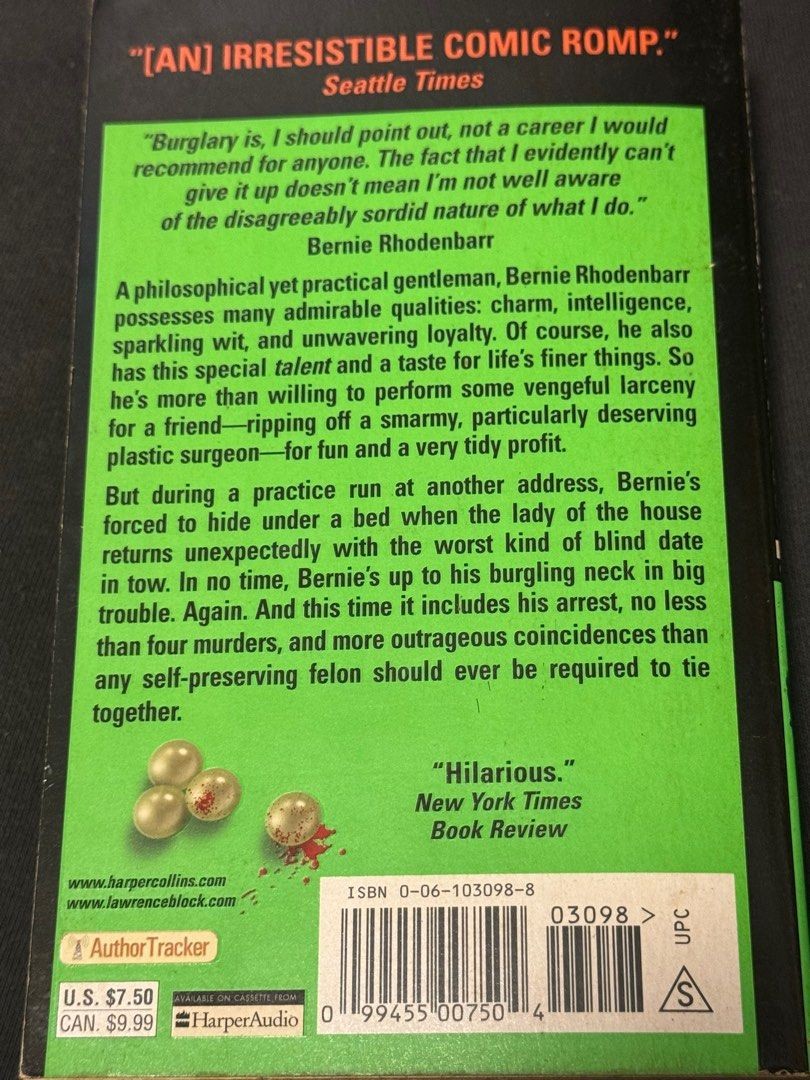 "[AN] IRRESISTIBLE COMIC ROMP."
Seattle Times
"Burglary is, I should point out, not a career I would
recommend for anyone. The fact that I evidently can't
give it up doesn't mean I'm not well aware
of the disagreeably sordid nature of what I do."
Bernie Rhodenbarr
A philosophical yet practical gentleman, Bernie Rhodenbarr
possesses many admirable qualities: charm, intelligence,
sparkling wit, and unwavering loyalty. Of course, he also
has this special talent and a taste for life's finer things. So
he's more than willing to perform some vengeful larceny
for a friend—ripping off a smarmy, particularly deserving
plastic surgeon—for fun and a very tidy profit.
But during a practice run at another address, Bernie's
forced to hide under a bed when the lady of the house
returns unexpectedly with the worst kind of blind date
in tow. In no time, Bernie's up to his burgling neck in big
trouble. Again. And this time it includes his arrest, no less
than four murders, and more outrageous coincidences than
any self-preserving felon should ever be required to tie
together.
"Hilarious."
New York Times
Book Review
www.harpercollins.com
www.lawrenceblock.com
AuthorTracker
U.S. $7.50
CAN. $9.99
AVAILABLE ON CASSETTE FROM
HarperAudio
ISBN 0-06-103098-8
03098 >
UPC
S
0 99455 00750 4